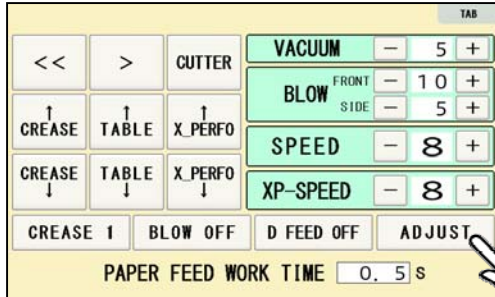 TAB
<< > CUTTER
↑ ↑ ↑
CREASE TABLE X_PERFO
CREASE TABLE X_PERFO
↓ ↓ ↓
VACUUM － 5 ＋
BLOW FRONT － 10 ＋
SIDE － 5 ＋
SPEED － 8 ＋
XP-SPEED － 8 ＋
CREASE 1 BLOW OFF D FEED OFF ADJUST
PAPER FEED WORK TIME 0. 5 S